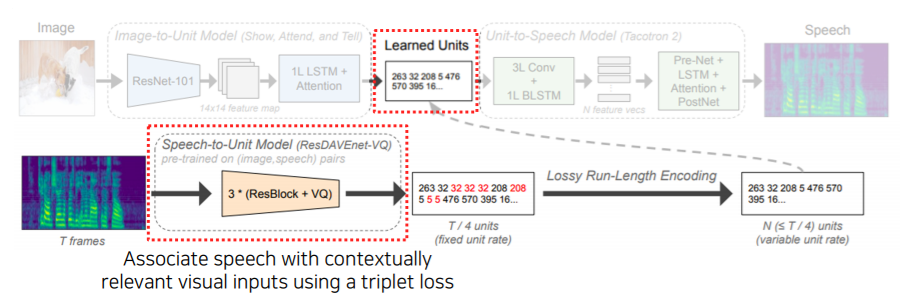 Image
Image-to-Unit Model (Show, Attend, and Tell)
ResNet-101
14x14 feature map
1L LSTM +
Attention
Learned Units
263 32 208 5 476
570 395 16...
Unit-to-Speech Model (Tacotron 2)
3L Conv
+
1L BLSTM
N feature vecs
Pre-Net +
LSTM +
Attention +
PostNet
Speech
Speech-to-Unit Model (ResDAVEnet-VQ)
pre-trained on (image,speech) pairs
3 * (ResBlock + VQ)
T frames
263 32 32 32 32 208 208
5 5 5 476 570 395 16...
T / 4 units
(fixed unit rate)
Lossy Run-Length Encoding
263 32 208 5 476 570
395 16...
N (≤ T / 4) units
(variable unit rate)
Associate speech with contextually
relevant visual inputs using a triplet loss